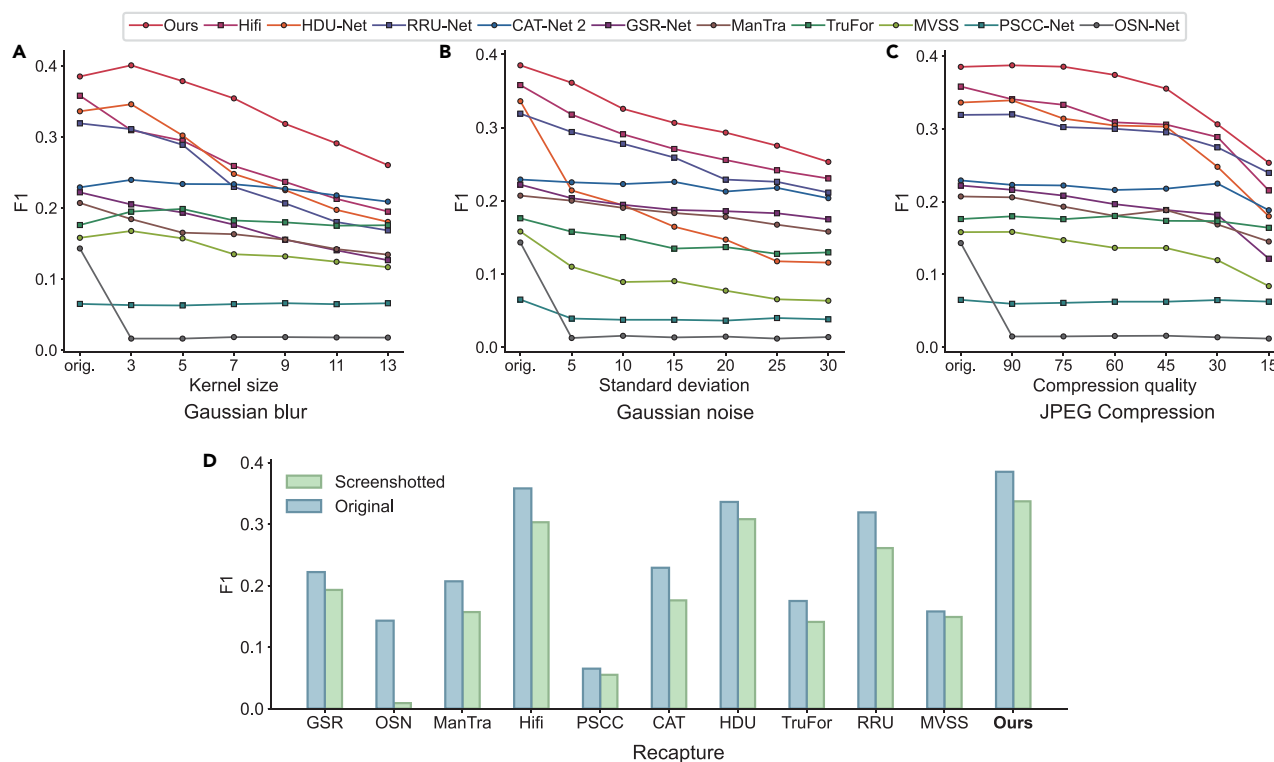 Ours Hifi HDU-Net RRU-Net CAT-Net 2 GSR-Net ManTra TruFor MVSS PSCC-Net OSN-Net
A
0.4
0.3
0.2
0.1
0.0
F1
orig. 3 5 7 9 11 13
Kernel size
Gaussian blur
B
0.4
0.3
0.2
0.1
0.0
F1
orig. 5 10 15 20 25 30
Standard deviation
Gaussian noise
C
0.4
0.3
0.2
0.1
0.0
F1
orig. 90 75 60 45 30 15
Compression quality
JPEG Compression
D
0.4
0.3
0.2
0.1
0.0
F1
Screenshotted
Original
GSR OSN ManTra Hifi PSCC CAT HDU TruFor RRU MVSS Ours
Recapture